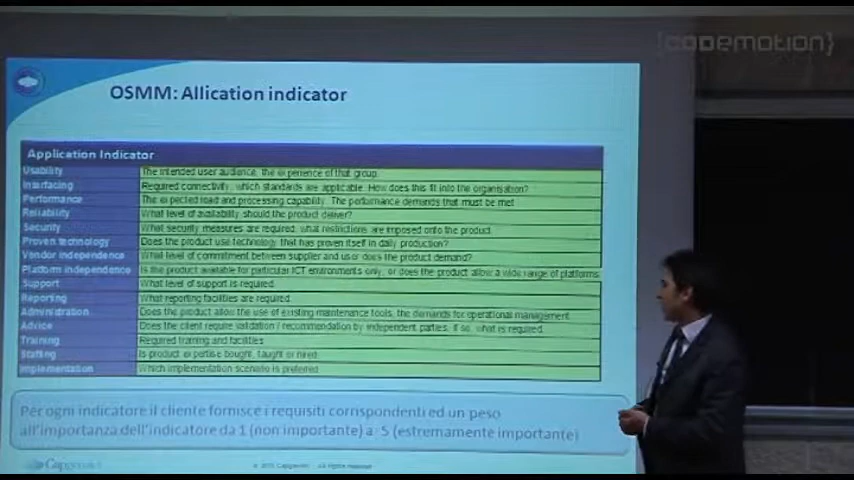 {codemotion}
OSMM: Allication indicator
Application Indicator
Usability The intended user audience, the experience of that group.
Interfacing Required connectivity, which standards are applicable. How does this fit into the organisation?
Performance The expected load and processing capability. The performance demands that must be met
Reliability What level of availability should the product deliver?
Security What security measures are required, what restrictions are imposed onto the product
Proven technology Does the product use technology that has proven itself in daily production?
Vendor independence What level of commitment between supplier and user does the product demand?
Platform independence Is the product available for particular ICT environments only, or does the product allow a wide range of platforms
Support What level of support is required
Reporting What reporting facilities are required
Administration Does the product allow the use of existing maintenance tools, the demands for operational management
Advice Does the client require validation / recommendation by independent parties, if so, what is required
Training Required training and facilities
Staffing Is product expertise bought, taught or hired
Implementation Which implementation scenario is preferred
Per ogni indicatore il cliente fornisce i requisiti corrispondenti ed un peso
all'importanza dell'indicatore da 1 (non importante) a 5 (estremamente importante)
Capgemini
All rights reserved